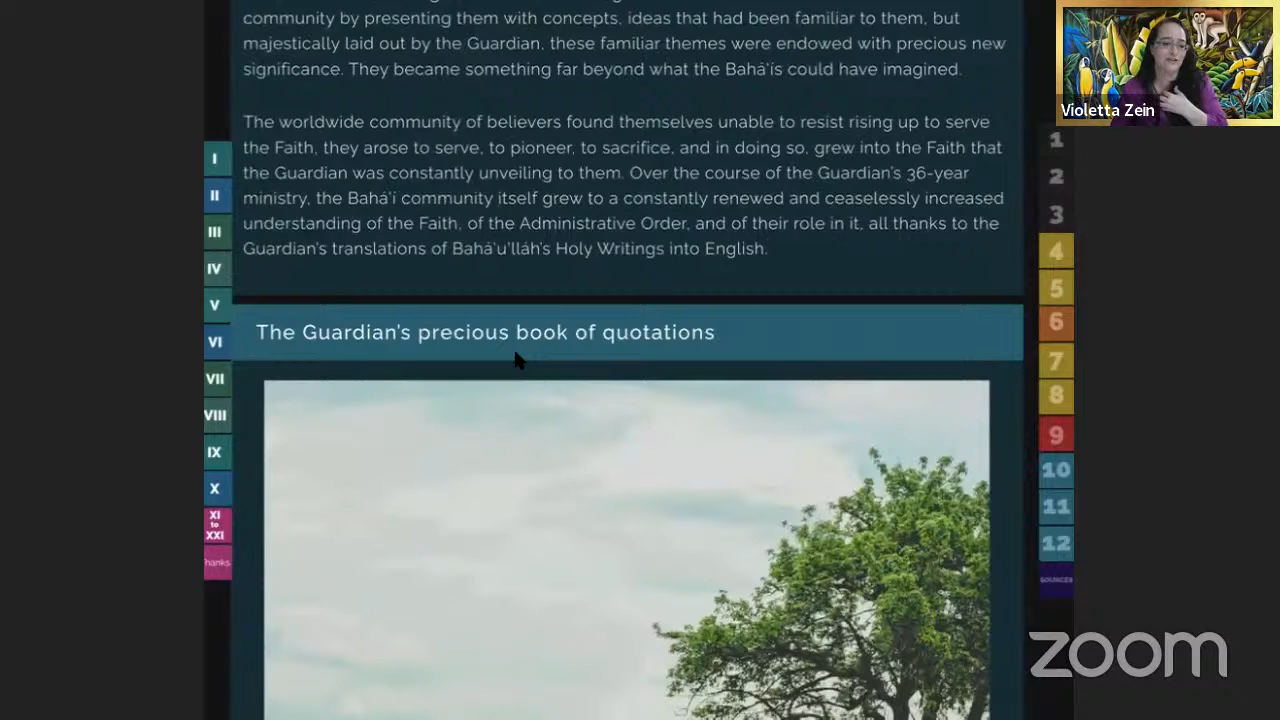 community by presenting them with concepts, ideas that had been familiar to them, but
majestically laid out by the Guardian, these familiar themes were endowed with precious new
significance. They became something far beyond what the Bahá'ís could have imagined.
The worldwide community of believers found themselves unable to resist rising up to serve
the Faith, they arose to serve, to pioneer, to sacrifice, and in doing so, grew into the Faith that
the Guardian was constantly unveiling to them. Over the course of the Guardian's 36-year
ministry, the Bahá'í community itself grew to a constantly renewed and ceaselessly increased
understanding of the Faith, of the Administrative Order, and of their role in it, all thanks to the
Guardian's translations of Bahá'u'lláh's Holy Writings into English.
The Guardian's precious book of quotations
I
II
III
IV
V
VI
VII
VIII
IX
X
XI
to
XXI
Thanks
Violetta Zein
1
2
3
4
5
6
7
8
9
10
11
12
SOURCES
zoom